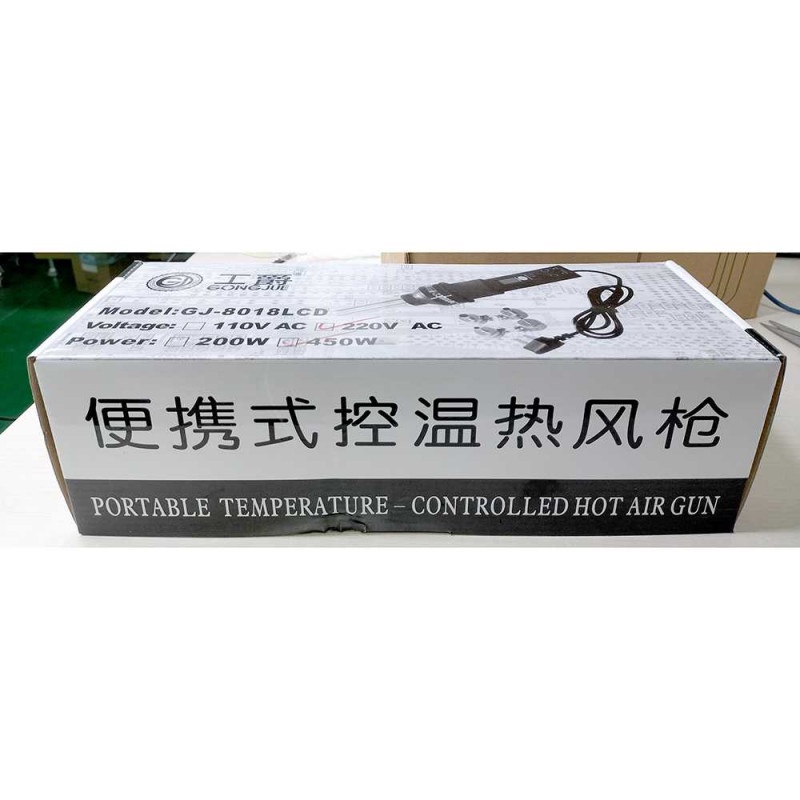 工爵
GONGJUE
Model:GJ-8018LCD
Voltage: 110V AC 220V AC
Power: 200W 450W
便携式控温热风枪
PORTABLE TEMPERATURE – CONTROLLED HOT AIR GUN